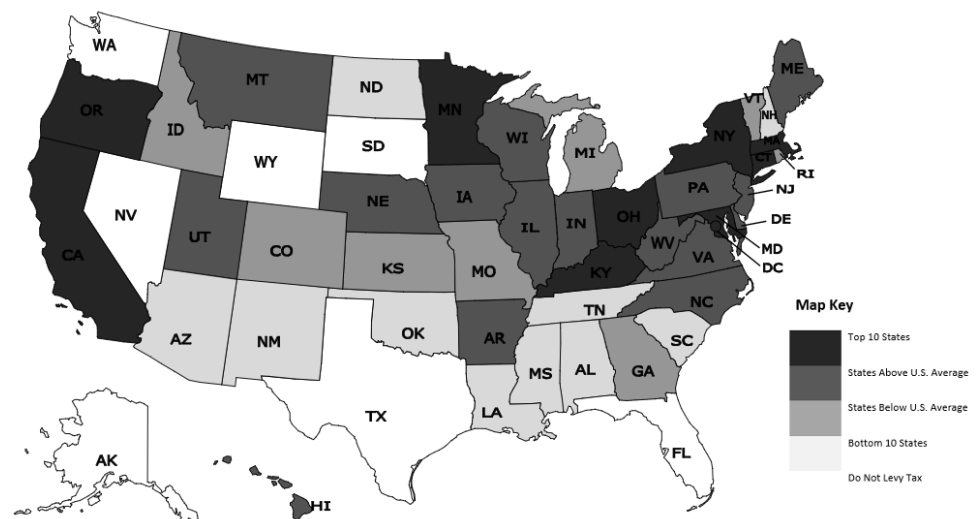 WA
MT
ND
MN
ME
OR
ID
WY
SD
WI
MI
NY
VT
NH
MA
CT
RI
NV
UT
CO
NE
IA
IL
IN
OH
PA
NJ
DE
MD
DC
CA
KS
MO
KY
WV
VA
NC
AZ
NM
OK
AR
TN
SC
MS
AL
GA
LA
TX
FL
AK
HI
Map Key
Top 10 States
States Above U.S. Average
States Below U.S. Average
Bottom 10 States
Do Not Levy Tax